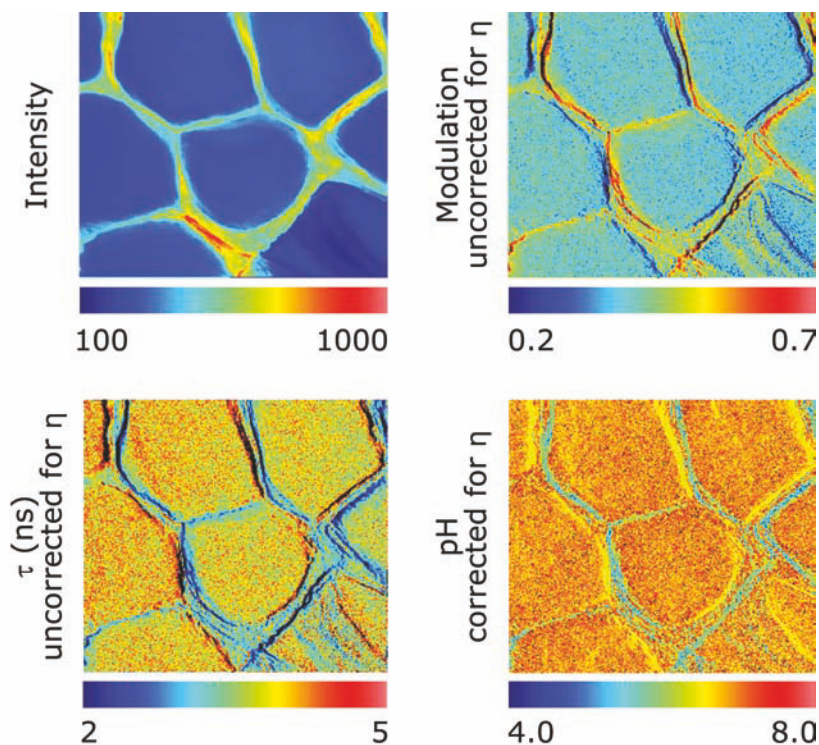 Intensity
100 1000
Modulation
uncorrected for η
0.2 0.7
τ (ns)
uncorrected for η
2 5
pH
corrected for η
4.0 8.0